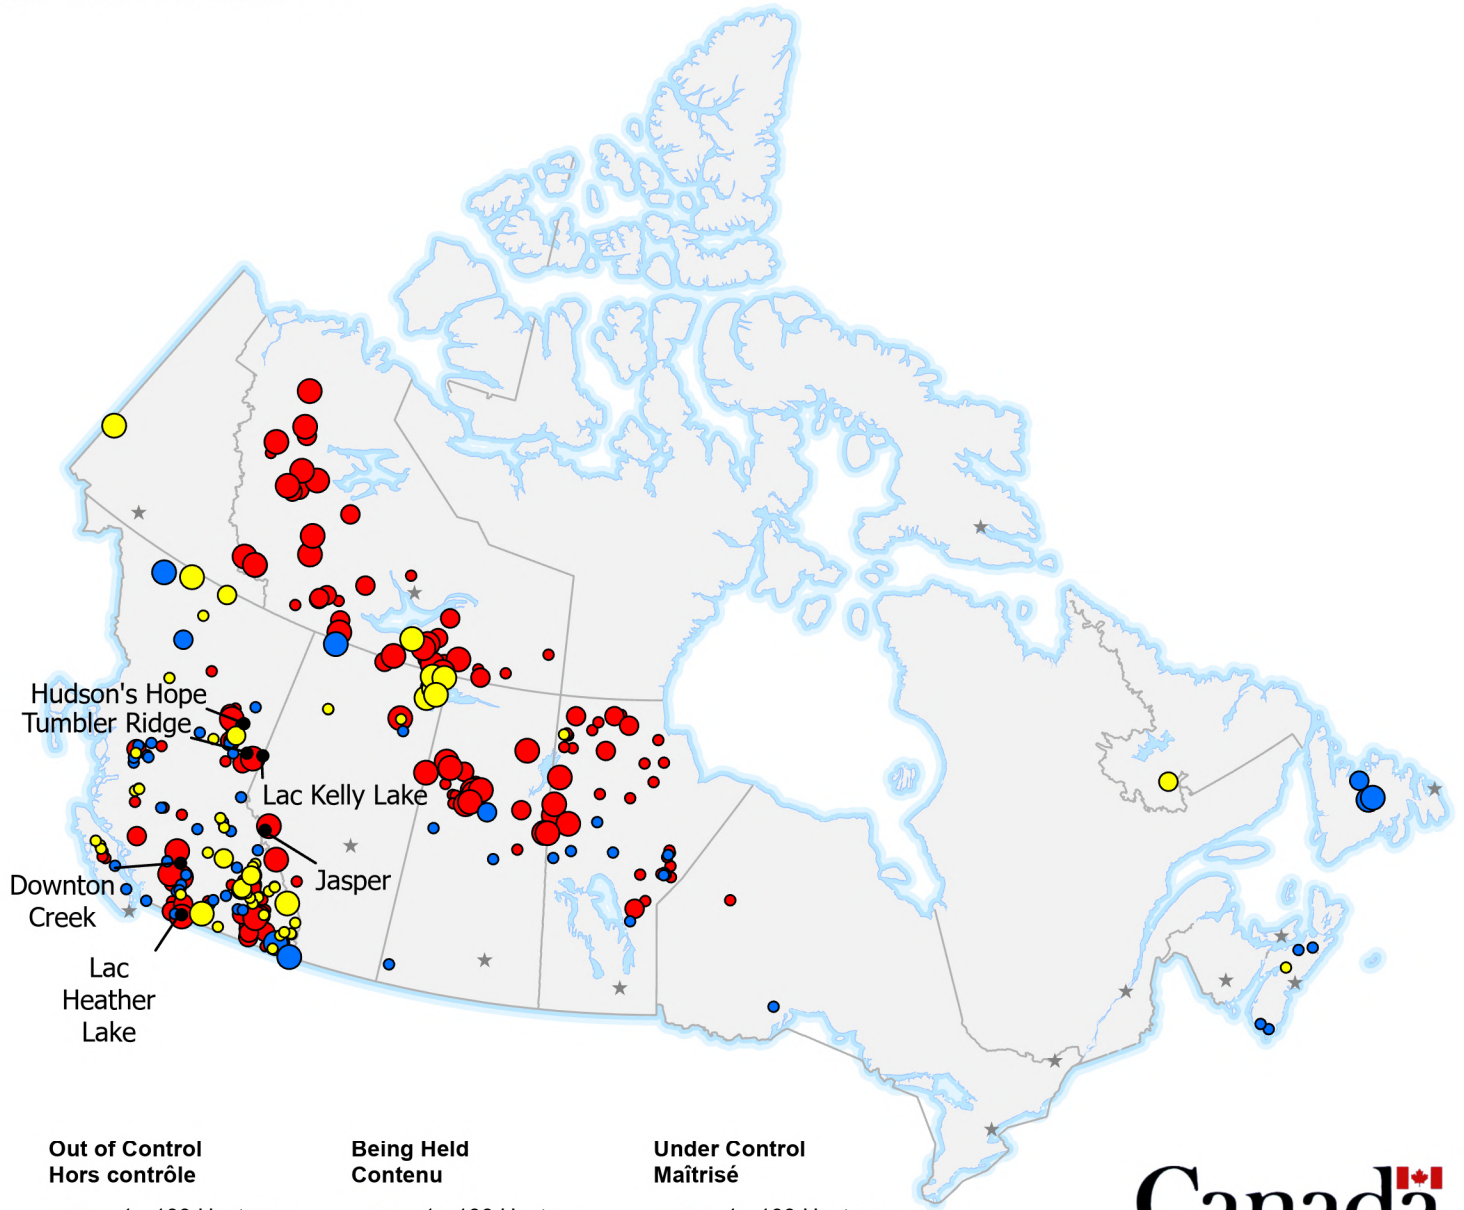 Hudson's Hope
Tumbler Ridge
Lac Kelly Lake
Jasper
Downton
Creek
Lac
Heather
Lake
Out of Control
Hors contrôle
Being Held
Contenu
Under Control
Maîtrisé
Canada